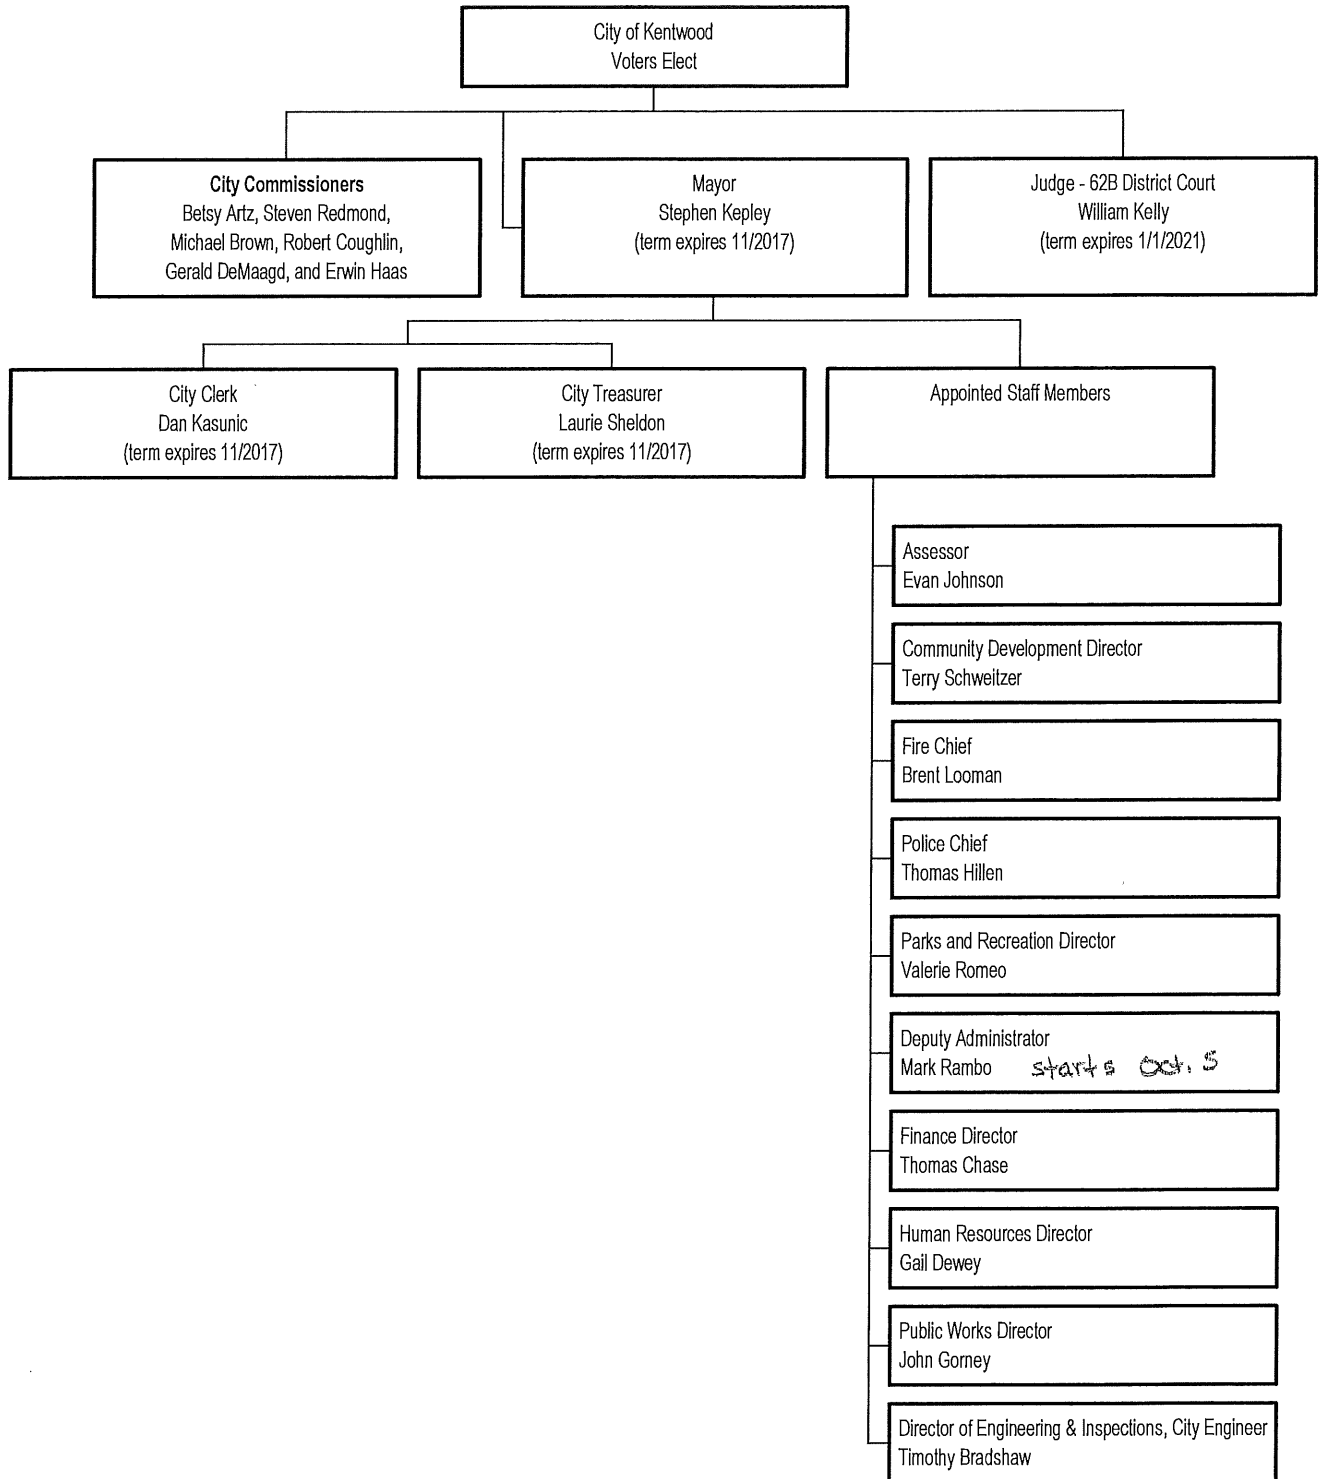 City of Kentwood
Voters Elect
City Commissioners
Betsy Artz, Steven Redmond,
Michael Brown, Robert Coughlin,
Gerald DeMaagd, and Erwin Haas
Mayor
Stephen Kepley
(term expires 11/2017)
Judge - 62B District Court
William Kelly
(term expires 1/1/2021)
City Clerk
Dan Kasunic
(term expires 11/2017)
City Treasurer
Laurie Sheldon
(term expires 11/2017)
Appointed Staff Members
Assessor
Evan Johnson
Community Development Director
Terry Schweitzer
Fire Chief
Brent Looman
Police Chief
Thomas Hillen
Parks and Recreation Director
Valerie Romeo
Deputy Administrator
Mark Rambo starts Oct. 5
Finance Director
Thomas Chase
Human Resources Director
Gail Dewey
Public Works Director
John Gorney
Director of Engineering & Inspections, City Engineer
Timothy Bradshaw